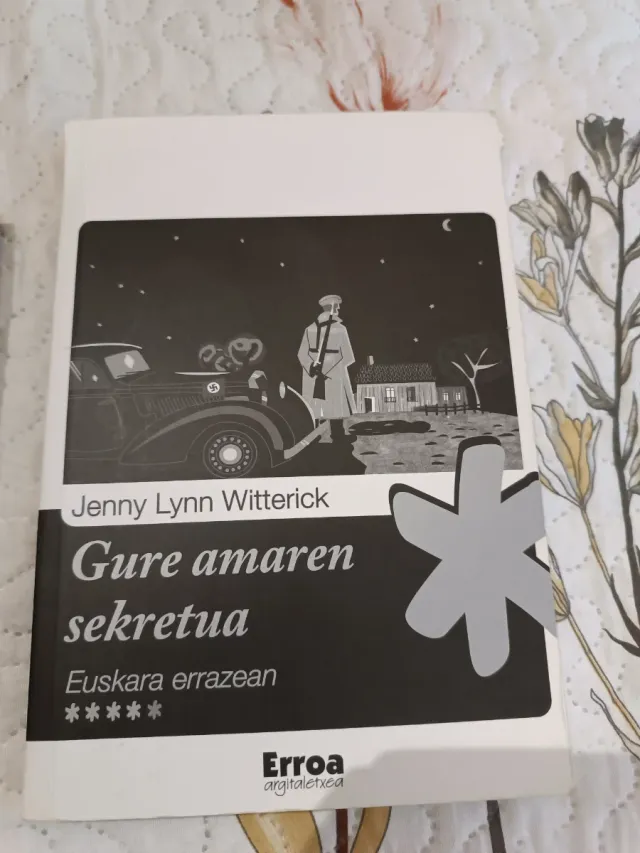 Jenny Lynn Witterick
Gure amaren
sekretua
Euskara errazean
*****
Erroa
argitaletxea